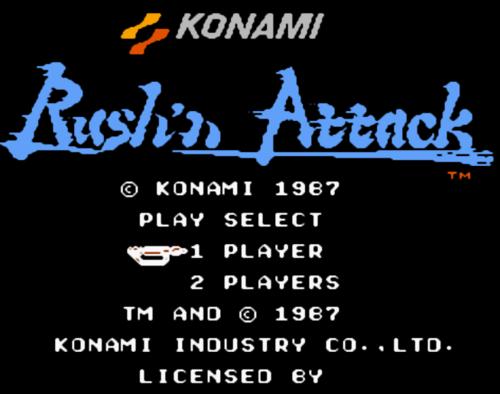 KONAMI
Rush'n Attack
TM
© KONAMI 1987
PLAY SELECT
1 PLAYER
2 PLAYERS
TM AND © 1987
KONAMI INDUSTRY CO.,LTD.
LICENSED BY